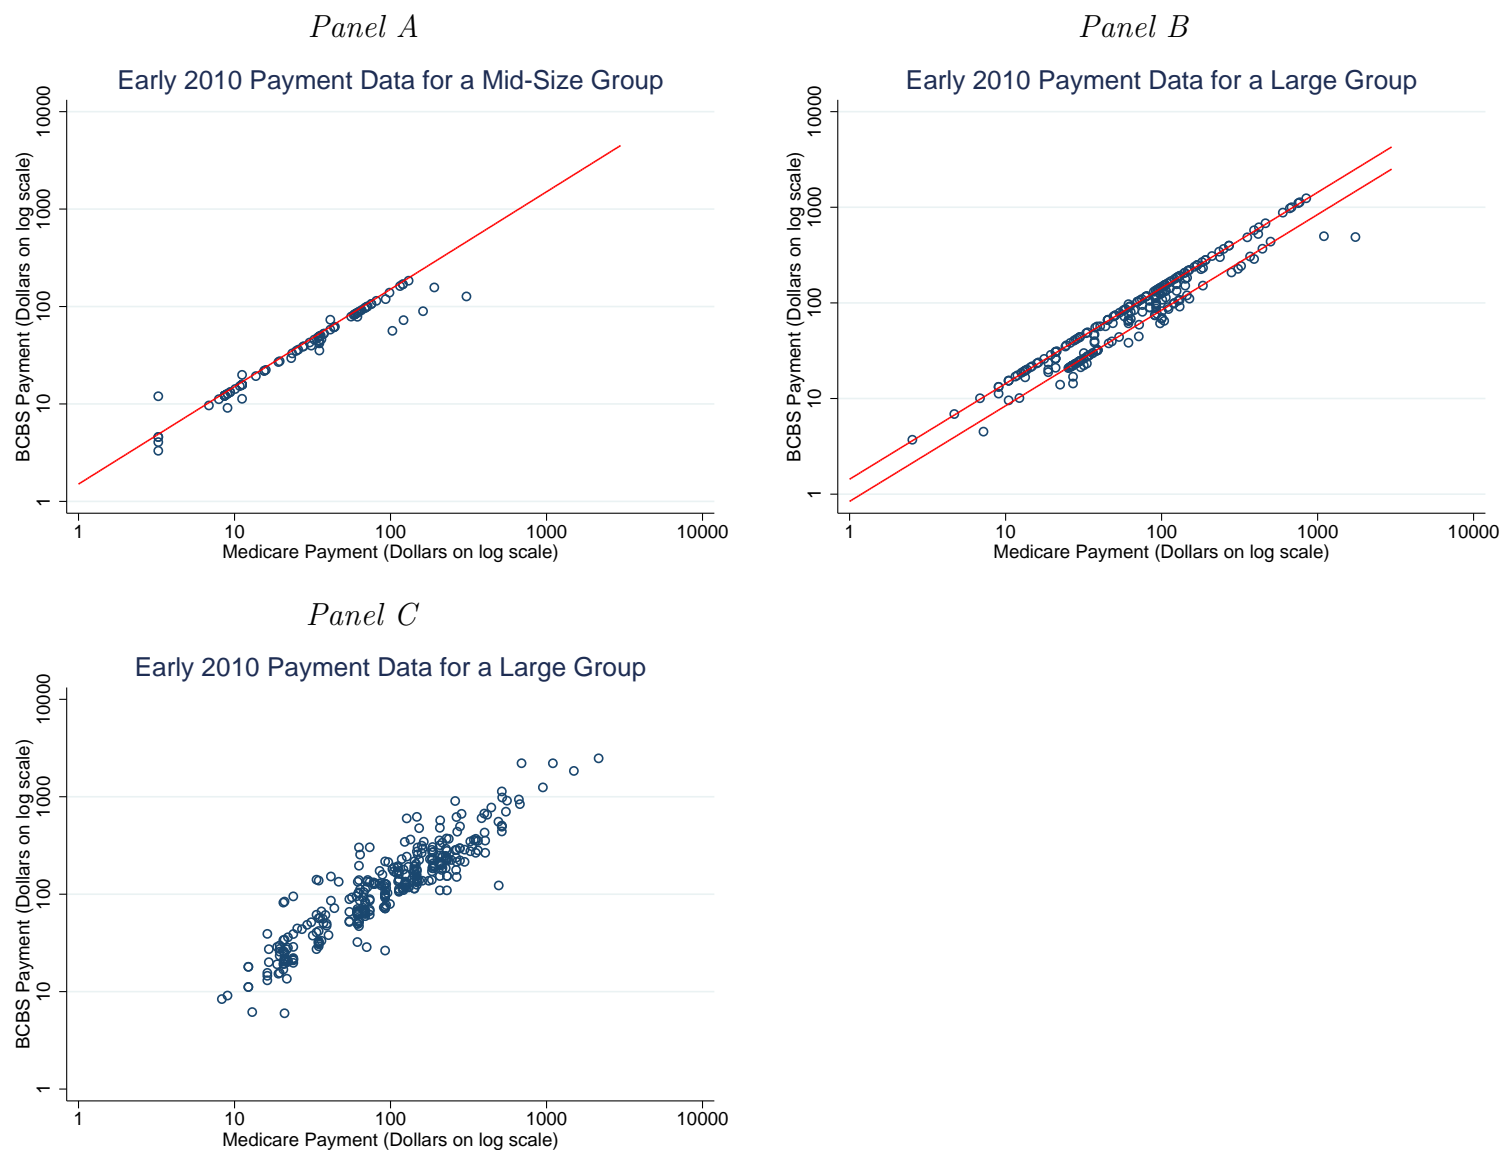 Panel A
Early 2010 Payment Data for a Mid-Size Group
BCBS Payment (Dollars on log scale)
10000
1000
100
10
1
1 10 100 1000 10000
Medicare Payment (Dollars on log scale)
Panel B
Early 2010 Payment Data for a Large Group
BCBS Payment (Dollars on log scale)
10000
1000
100
10
1
1 10 100 1000 10000
Medicare Payment (Dollars on log scale)
Panel C
Early 2010 Payment Data for a Large Group
BCBS Payment (Dollars on log scale)
10000
1000
100
10
1
1 10 100 1000 10000
Medicare Payment (Dollars on log scale)